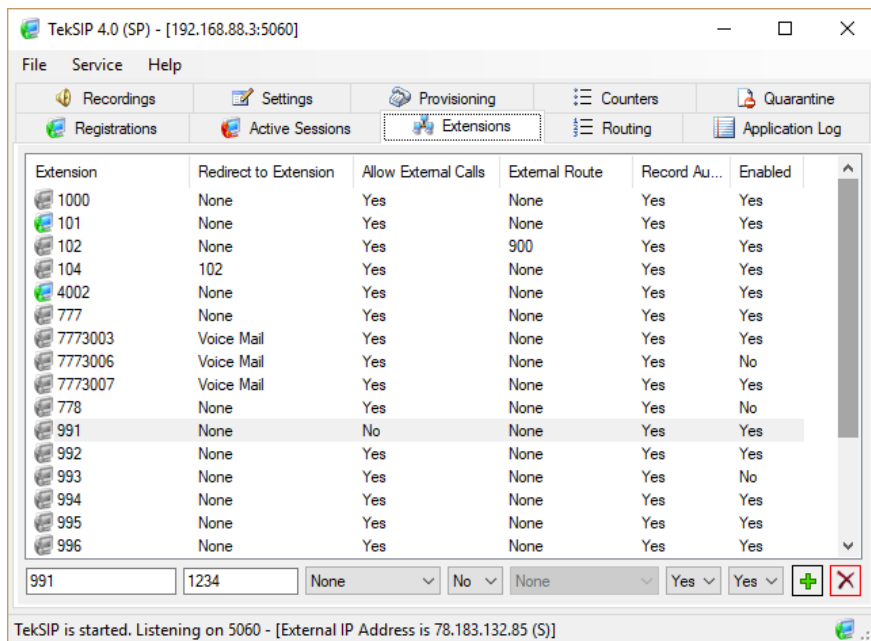 TekSIP 4.0 (SP) - [192.168.88.3:5060]
File Service Help
Recordings Settings Provisioning Counters Quarantine
Registrations Active Sessions Extensions Routing Application Log
Extension Redirect to Extension Allow External Calls External Route Record Au... Enabled
1000 None Yes None Yes Yes
101 None Yes None Yes Yes
102 None Yes 900 Yes Yes
104 102 Yes None Yes Yes
4002 None Yes None Yes Yes
777 None Yes None Yes Yes
7773003 Voice Mail Yes None Yes Yes
7773006 Voice Mail Yes None Yes No
7773007 Voice Mail Yes None Yes Yes
778 None Yes None Yes No
991 None No None Yes Yes
992 None Yes None Yes Yes
993 None Yes None Yes No
994 None Yes None Yes Yes
995 None Yes None Yes Yes
996 None Yes None Yes Yes
991 1234 None No None Yes Yes
TekSIP is started. Listening on 5060 - [External IP Address is 78.183.132.85 (S)]